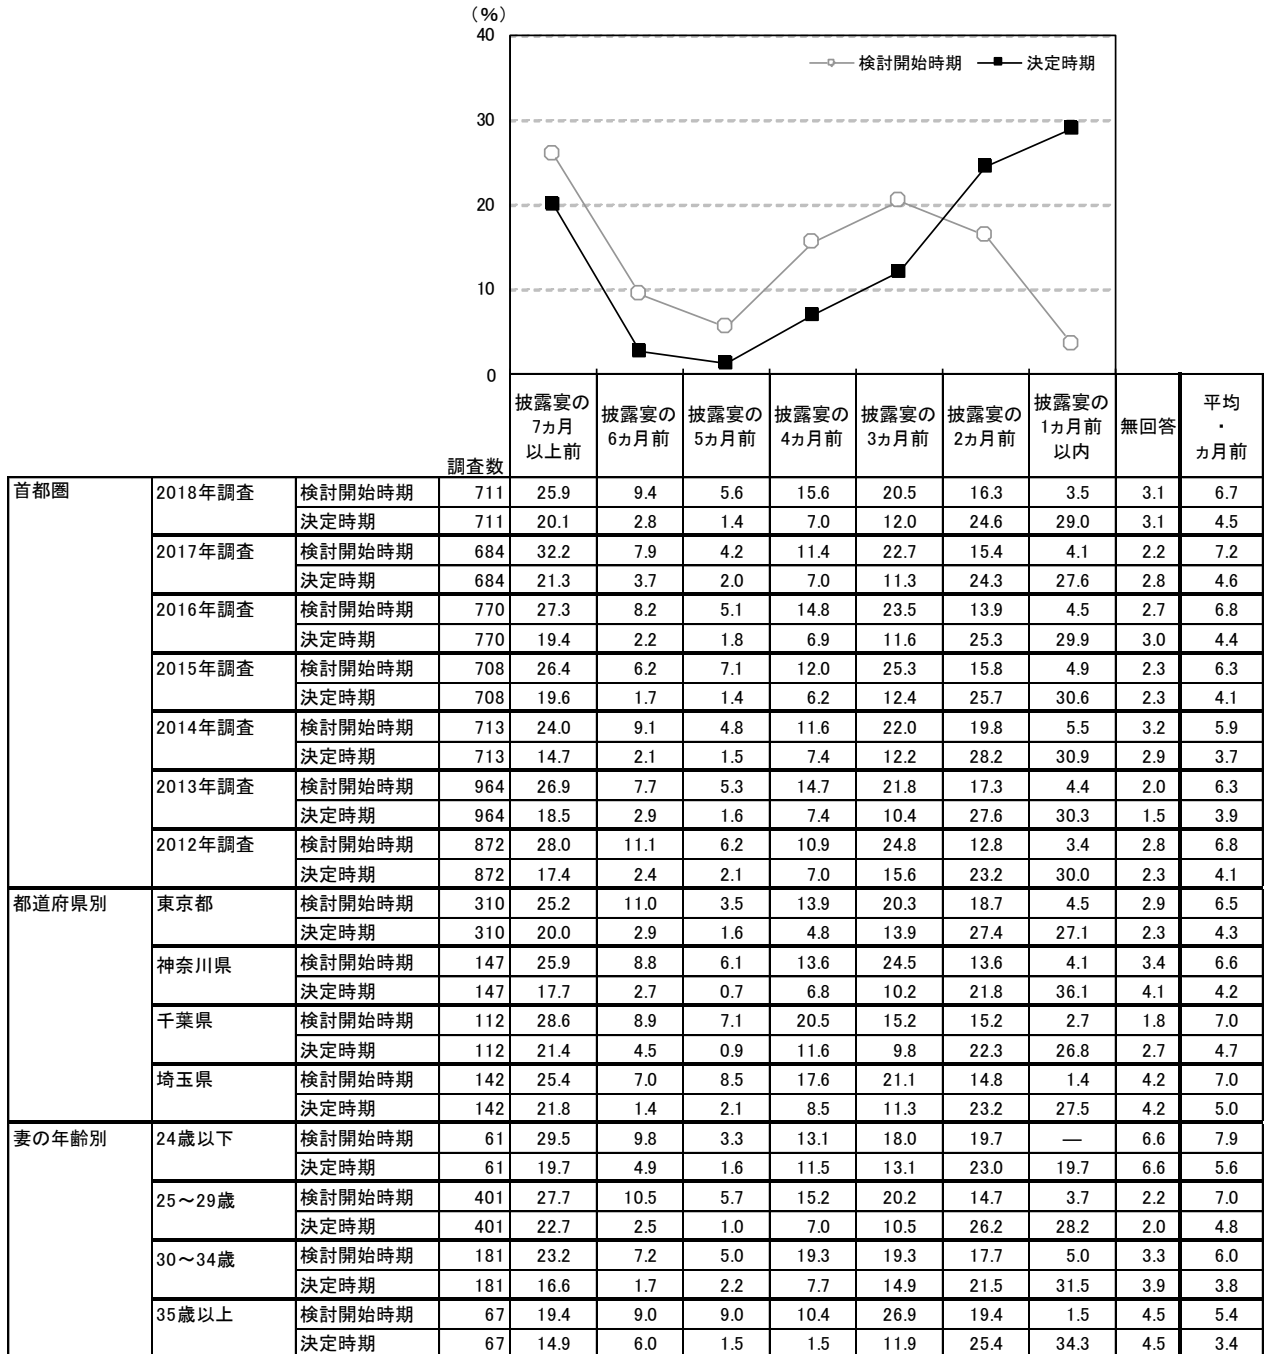 （%）
40
30
20
10
0
検討開始時期 決定時期
調査数 披露宴の7ヵ月以上前 披露宴の6ヵ月前 披露宴の5ヵ月前 披露宴の4ヵ月前 披露宴の3ヵ月前 披露宴の2ヵ月前 披露宴の1ヵ月前以内 無回答 平均・ヵ月前
首都圏 2018年調査 検討開始時期 711 25.9 9.4 5.6 15.6 20.5 16.3 3.5 3.1 6.7
決定時期 711 20.1 2.8 1.4 7.0 12.0 24.6 29.0 3.1 4.5
2017年調査 検討開始時期 684 32.2 7.9 4.2 11.4 22.7 15.4 4.1 2.2 7.2
決定時期 684 21.3 3.7 2.0 7.0 11.3 24.3 27.6 2.8 4.6
2016年調査 検討開始時期 770 27.3 8.2 5.1 14.8 23.5 13.9 4.5 2.7 6.8
決定時期 770 19.4 2.2 1.8 6.9 11.6 25.3 29.9 3.0 4.4
2015年調査 検討開始時期 708 26.4 6.2 7.1 12.0 25.3 15.8 4.9 2.3 6.3
決定時期 708 19.6 1.7 1.4 6.2 12.4 25.7 30.6 2.3 4.1
2014年調査 検討開始時期 713 24.0 9.1 4.8 11.6 22.0 19.8 5.5 3.2 5.9
決定時期 713 14.7 2.1 1.5 7.4 12.2 28.2 30.9 2.9 3.7
2013年調査 検討開始時期 964 26.9 7.7 5.3 14.7 21.8 17.3 4.4 2.0 6.3
決定時期 964 18.5 2.9 1.6 7.4 10.4 27.6 30.3 1.5 3.9
2012年調査 検討開始時期 872 28.0 11.1 6.2 10.9 24.8 12.8 3.4 2.8 6.8
決定時期 872 17.4 2.4 2.1 7.0 15.6 23.2 30.0 2.3 4.1
都道府県別 東京都 検討開始時期 310 25.2 11.0 3.5 13.9 20.3 18.7 4.5 2.9 6.5
決定時期 310 20.0 2.9 1.6 4.8 13.9 27.4 27.1 2.3 4.3
神奈川県 検討開始時期 147 25.9 8.8 6.1 13.6 24.5 13.6 4.1 3.4 6.6
決定時期 147 17.7 2.7 0.7 6.8 10.2 21.8 36.1 4.1 4.2
千葉県 検討開始時期 112 28.6 8.9 7.1 20.5 15.2 15.2 2.7 1.8 7.0
決定時期 112 21.4 4.5 0.9 11.6 9.8 22.3 26.8 2.7 4.7
埼玉県 検討開始時期 142 25.4 7.0 8.5 17.6 21.1 14.8 1.4 4.2 7.0
決定時期 142 21.8 1.4 2.1 8.5 11.3 23.2 27.5 4.2 5.0
妻の年齢別 24歳以下 検討開始時期 61 29.5 9.8 3.3 13.1 18.0 19.7 ― 6.6 7.9
決定時期 61 19.7 4.9 1.6 11.5 13.1 23.0 19.7 6.6 5.6
25～29歳 検討開始時期 401 27.7 10.5 5.7 15.2 20.2 14.7 3.7 2.2 7.0
決定時期 401 22.7 2.5 1.0 7.0 10.5 26.2 28.2 2.0 4.8
30～34歳 検討開始時期 181 23.2 7.2 5.0 19.3 19.3 17.7 5.0 3.3 6.0
決定時期 181 16.6 1.7 2.2 7.7 14.9 21.5 31.5 3.9 3.8
35歳以上 検討開始時期 67 19.4 9.0 9.0 10.4 26.9 19.4 1.5 4.5 5.4
決定時期 67 14.9 6.0 1.5 1.5 11.9 25.4 34.3 4.5 3.4